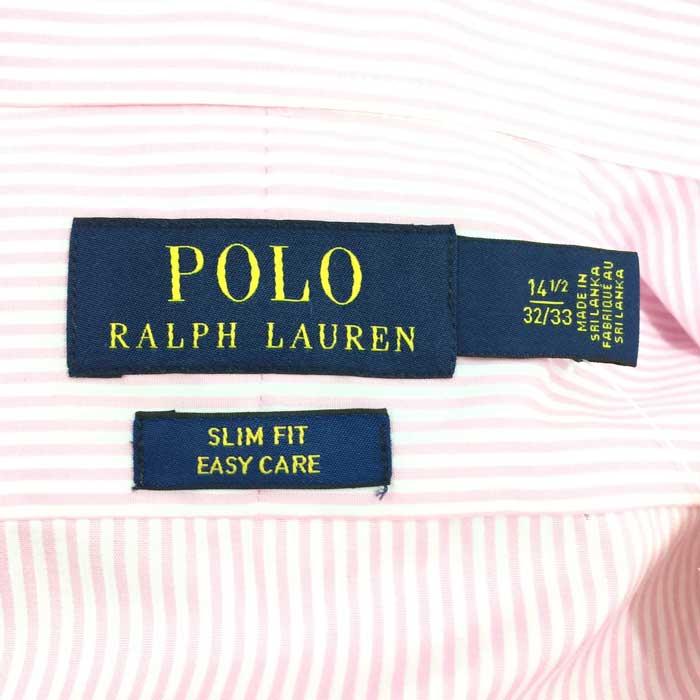 POLO
RALPH LAUREN
14 1/2
32/33
MADE IN
SRI LANKA
FABRIQUE AU
SRI LANKA
SLIM FIT
EASY CARE